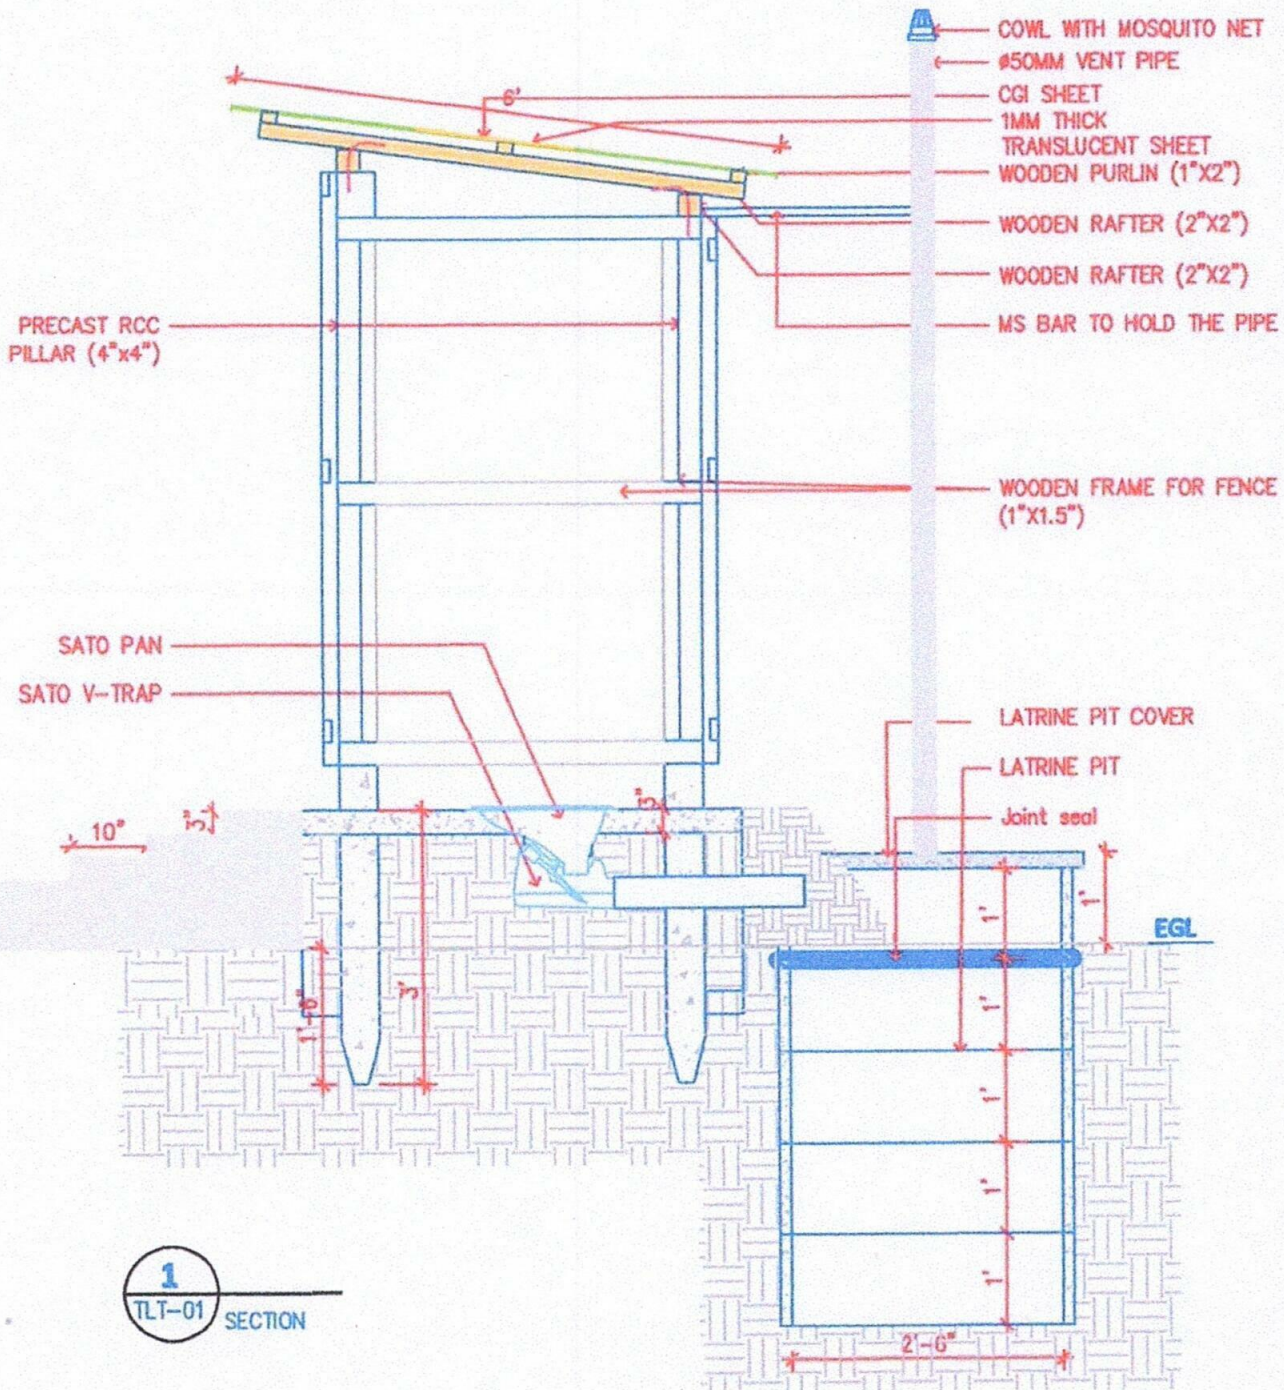 COWL WITH MOSQUITO NET
ø50MM VENT PIPE
CGI SHEET
6'
1MM THICK
TRANSLUCENT SHEET
WOODEN PURLIN (1"X2")
WOODEN RAFTER (2"X2")
WOODEN RAFTER (2"X2")
PRECAST RCC
PILLAR (4"x4")
MS BAR TO HOLD THE PIPE
WOODEN FRAME FOR FENCE
(1"X1.5")
SATO PAN
SATO V-TRAP
LATRINE PIT COVER
LATRINE PIT
Joint seal
10"
3"
3"
1'
1'
EGL
1'-6"
3'
1'
1'
1'
1'
2'-6"
1
TLT-01
SECTION